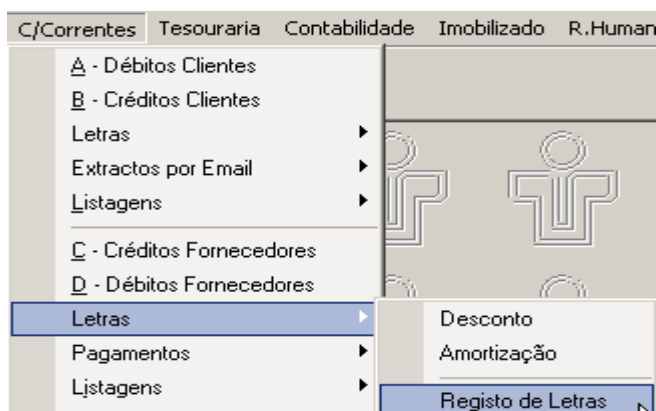 C/Correntes Tesouraria Contabilidade Imobilizado R.Human
A - Débitos Clientes
B - Créditos Clientes
Letras
Extractos por Email
Listagens
C - Créditos Fornecedores
D - Débitos Fornecedores
Letras
Pagamentos
Listagens
Desconto
Amortização
Registo de Letras